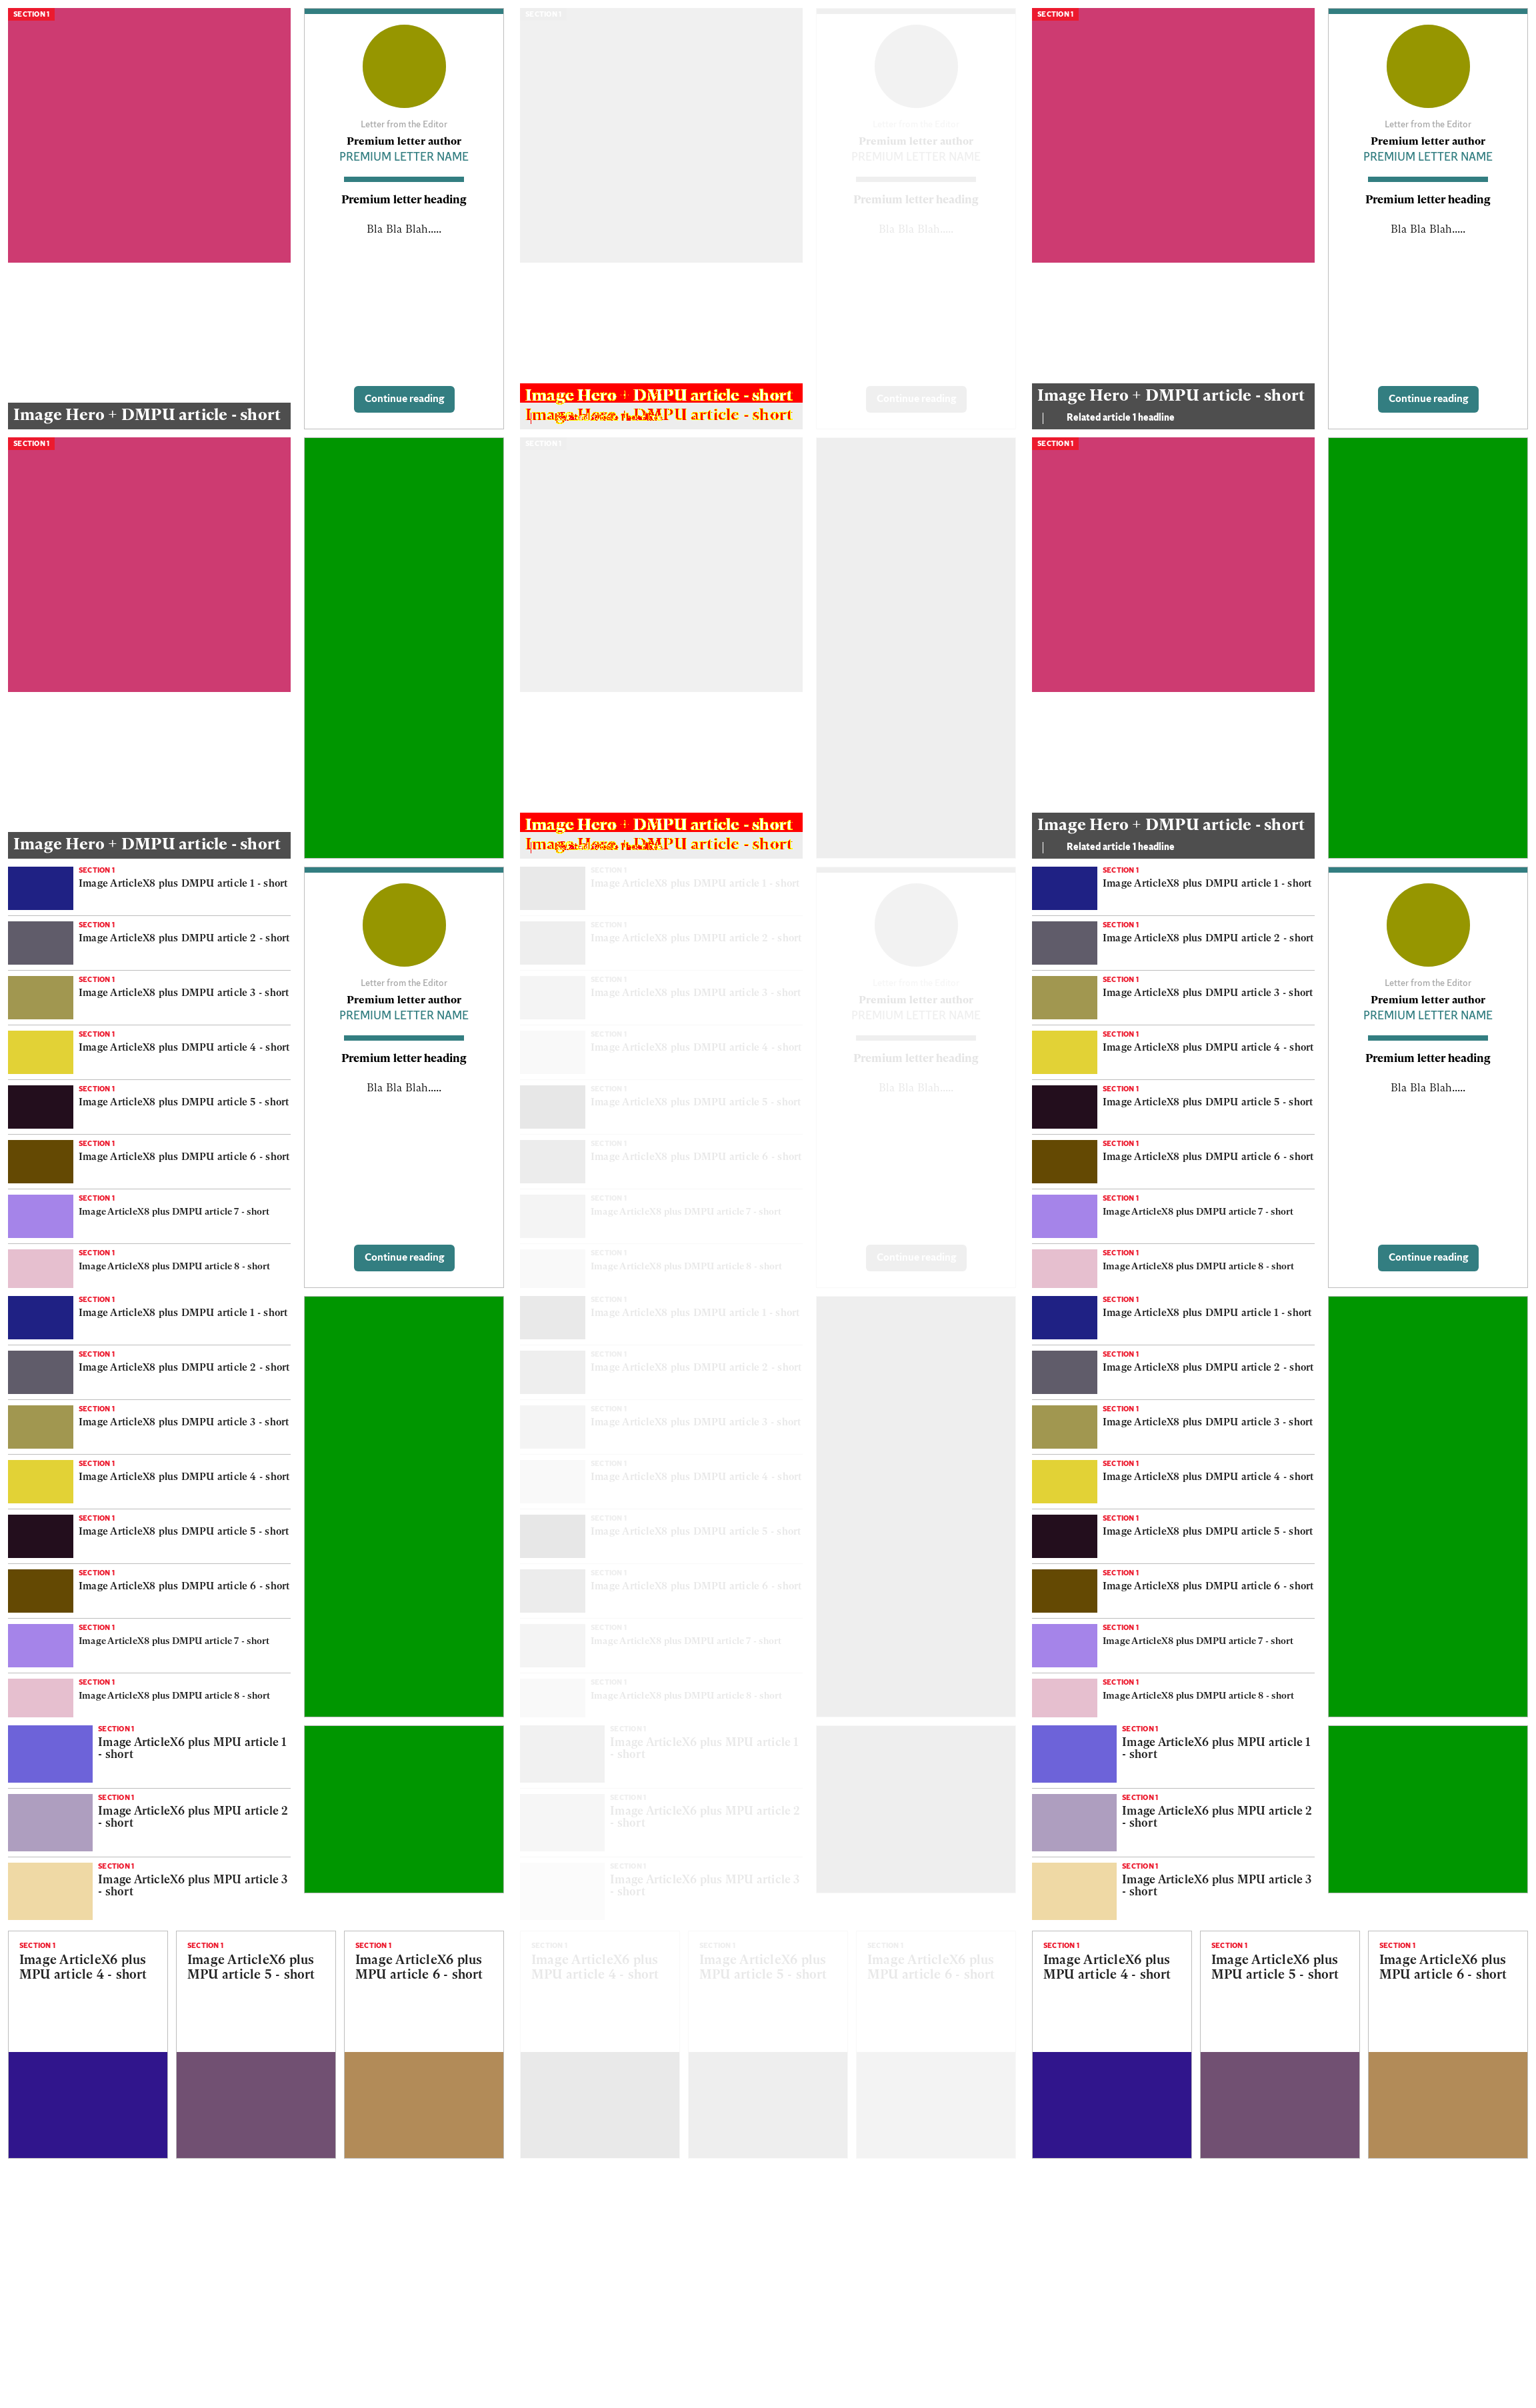 SECTION 1
Image Hero + DMPU article - short
Letter from the Editor
Premium letter author
PREMIUM LETTER NAME
Premium letter heading
Bla Bla Blah.....
Continue reading
SECTION 1
Image Hero + DMPU article - short
SECTION 1
Image ArticleX8 plus DMPU article 1 - short
SECTION 1
Image ArticleX8 plus DMPU article 2 - short
SECTION 1
Image ArticleX8 plus DMPU article 3 - short
SECTION 1
Image ArticleX8 plus DMPU article 4 - short
SECTION 1
Image ArticleX8 plus DMPU article 5 - short
SECTION 1
Image ArticleX8 plus DMPU article 6 - short
SECTION 1
Image ArticleX8 plus DMPU article 7 - short
SECTION 1
Image ArticleX8 plus DMPU article 8 - short
Letter from the Editor
Premium letter author
PREMIUM LETTER NAME
Premium letter heading
Bla Bla Blah.....
Continue reading
SECTION 1
Image ArticleX8 plus DMPU article 1 - short
SECTION 1
Image ArticleX8 plus DMPU article 2 - short
SECTION 1
Image ArticleX8 plus DMPU article 3 - short
SECTION 1
Image ArticleX8 plus DMPU article 4 - short
SECTION 1
Image ArticleX8 plus DMPU article 5 - short
SECTION 1
Image ArticleX8 plus DMPU article 6 - short
SECTION 1
Image ArticleX8 plus DMPU article 7 - short
SECTION 1
Image ArticleX8 plus DMPU article 8 - short
SECTION 1
Image ArticleX6 plus MPU article 1
- short
SECTION 1
Image ArticleX6 plus MPU article 2
- short
SECTION 1
Image ArticleX6 plus MPU article 3
- short
SECTION 1
Image ArticleX6 plus
MPU article 4 - short
SECTION 1
Image ArticleX6 plus
MPU article 5 - short
SECTION 1
Image ArticleX6 plus
MPU article 6 - short
SECTION 1
Image Hero + DMPU article - short
Image Hero + DMPU article - short
Letter from the Editor
Premium letter author
PREMIUM LETTER NAME
Premium letter heading
Bla Bla Blah.....
Continue reading
SECTION 1
Image Hero + DMPU article - short
Image Hero + DMPU article - short
SECTION 1
Image ArticleX8 plus DMPU article 1 - short
SECTION 1
Image ArticleX8 plus DMPU article 2 - short
SECTION 1
Image ArticleX8 plus DMPU article 3 - short
SECTION 1
Image ArticleX8 plus DMPU article 4 - short
SECTION 1
Image ArticleX8 plus DMPU article 5 - short
SECTION 1
Image ArticleX8 plus DMPU article 6 - short
SECTION 1
Image ArticleX8 plus DMPU article 7 - short
SECTION 1
Image ArticleX8 plus DMPU article 8 - short
Letter from the Editor
Premium letter author
PREMIUM LETTER NAME
Premium letter heading
Bla Bla Blah.....
Continue reading
SECTION 1
Image ArticleX8 plus DMPU article 1 - short
SECTION 1
Image ArticleX8 plus DMPU article 2 - short
SECTION 1
Image ArticleX8 plus DMPU article 3 - short
SECTION 1
Image ArticleX8 plus DMPU article 4 - short
SECTION 1
Image ArticleX8 plus DMPU article 5 - short
SECTION 1
Image ArticleX8 plus DMPU article 6 - short
SECTION 1
Image ArticleX8 plus DMPU article 7 - short
SECTION 1
Image ArticleX8 plus DMPU article 8 - short
SECTION 1
Image ArticleX6 plus MPU article 1
- short
SECTION 1
Image ArticleX6 plus MPU article 2
- short
SECTION 1
Image ArticleX6 plus MPU article 3
- short
SECTION 1
Image ArticleX6 plus
MPU article 4 - short
SECTION 1
Image ArticleX6 plus
MPU article 5 - short
SECTION 1
Image ArticleX6 plus
MPU article 6 - short
SECTION 1
Image Hero + DMPU article - short
Related article 1 headline
Letter from the Editor
Premium letter author
PREMIUM LETTER NAME
Premium letter heading
Bla Bla Blah.....
Continue reading
SECTION 1
Image Hero + DMPU article - short
Related article 1 headline
SECTION 1
Image ArticleX8 plus DMPU article 1 - short
SECTION 1
Image ArticleX8 plus DMPU article 2 - short
SECTION 1
Image ArticleX8 plus DMPU article 3 - short
SECTION 1
Image ArticleX8 plus DMPU article 4 - short
SECTION 1
Image ArticleX8 plus DMPU article 5 - short
SECTION 1
Image ArticleX8 plus DMPU article 6 - short
SECTION 1
Image ArticleX8 plus DMPU article 7 - short
SECTION 1
Image ArticleX8 plus DMPU article 8 - short
Letter from the Editor
Premium letter author
PREMIUM LETTER NAME
Premium letter heading
Bla Bla Blah.....
Continue reading
SECTION 1
Image ArticleX8 plus DMPU article 1 - short
SECTION 1
Image ArticleX8 plus DMPU article 2 - short
SECTION 1
Image ArticleX8 plus DMPU article 3 - short
SECTION 1
Image ArticleX8 plus DMPU article 4 - short
SECTION 1
Image ArticleX8 plus DMPU article 5 - short
SECTION 1
Image ArticleX8 plus DMPU article 6 - short
SECTION 1
Image ArticleX8 plus DMPU article 7 - short
SECTION 1
Image ArticleX8 plus DMPU article 8 - short
SECTION 1
Image ArticleX6 plus MPU article 1
- short
SECTION 1
Image ArticleX6 plus MPU article 2
- short
SECTION 1
Image ArticleX6 plus MPU article 3
- short
SECTION 1
Image ArticleX6 plus
MPU article 4 - short
SECTION 1
Image ArticleX6 plus
MPU article 5 - short
SECTION 1
Image ArticleX6 plus
MPU article 6 - short